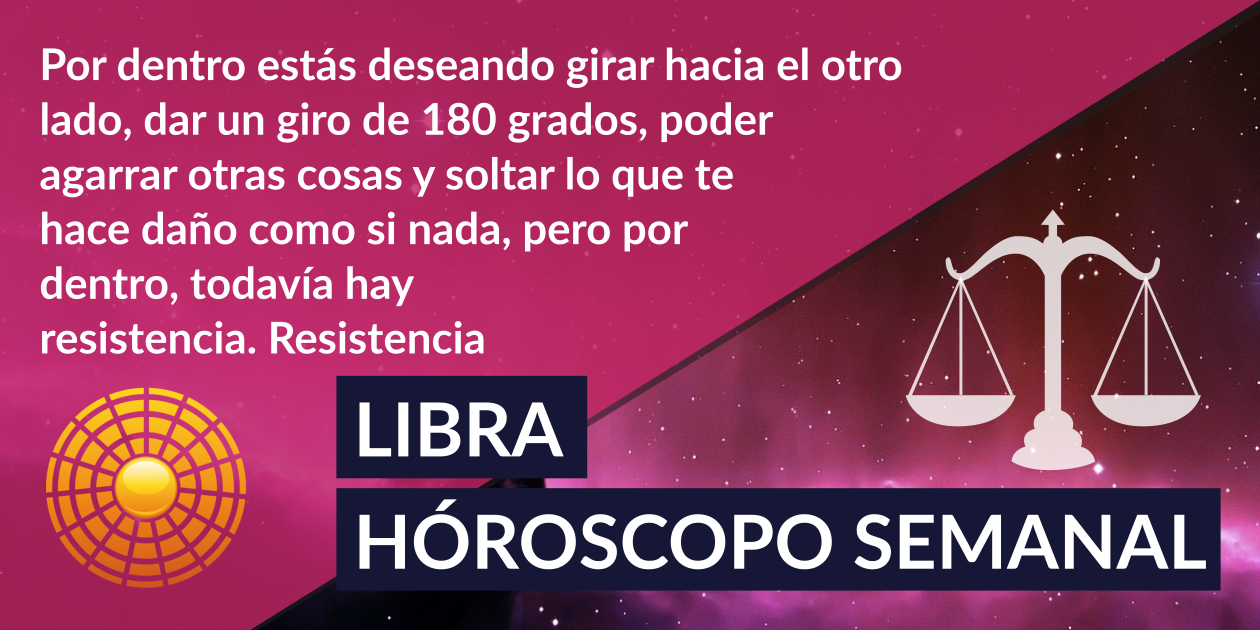 Por dentro estás deseando girar hacia el otro
lado, dar un giro de 180 grados, poder
agarrar otras cosas y soltar lo que te
hace daño como si nada, pero por
dentro, todavía hay
resistencia. Resistencia
LIBRA
HÓROSCOPO SEMANAL